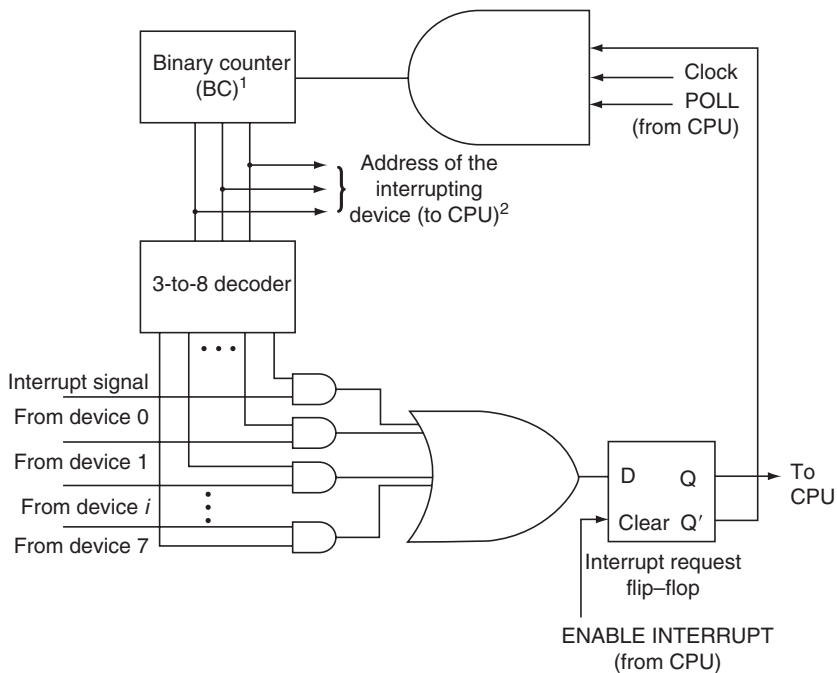 Binary counter
(BC)1
Clock
POLL
(from CPU)
Address of the
interrupting
device (to CPU)2
3-to-8 decoder
Interrupt signal
From device 0
From device 1
From device i
From device 7
D Q
Clear Q′
To
CPU
Interrupt request
flip–flop
ENABLE INTERRUPT
(from CPU)